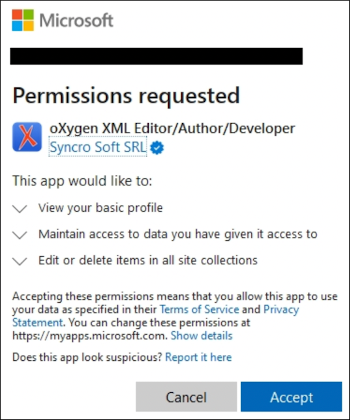 Microsoft
Permissions requested
oXygen XML Editor/Author/Developer
Syncro Soft SRL
This app would like to:
View your basic profile
Maintain access to data you have given it access to
Edit or delete items in all site collections
Accepting these permissions means that you allow this app to use
your data as specified in their Terms of Service and Privacy
Statement. You can change these permissions at
https://myapps.microsoft.com. Show details
Does this app look suspicious? Report it here
Cancel
Accept